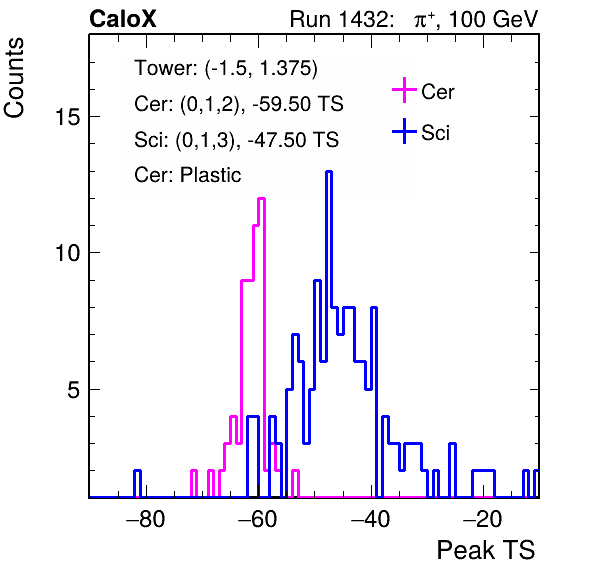 CaloX Run 1432: π⁺, 100 GeV
Counts
Tower: (-1.5, 1.375)
Cer: (0,1,2), -59.50 TS
Sci: (0,1,3), -47.50 TS
Cer: Plastic
Cer
Sci
15
10
5
−80 −60 −40 −20
Peak TS